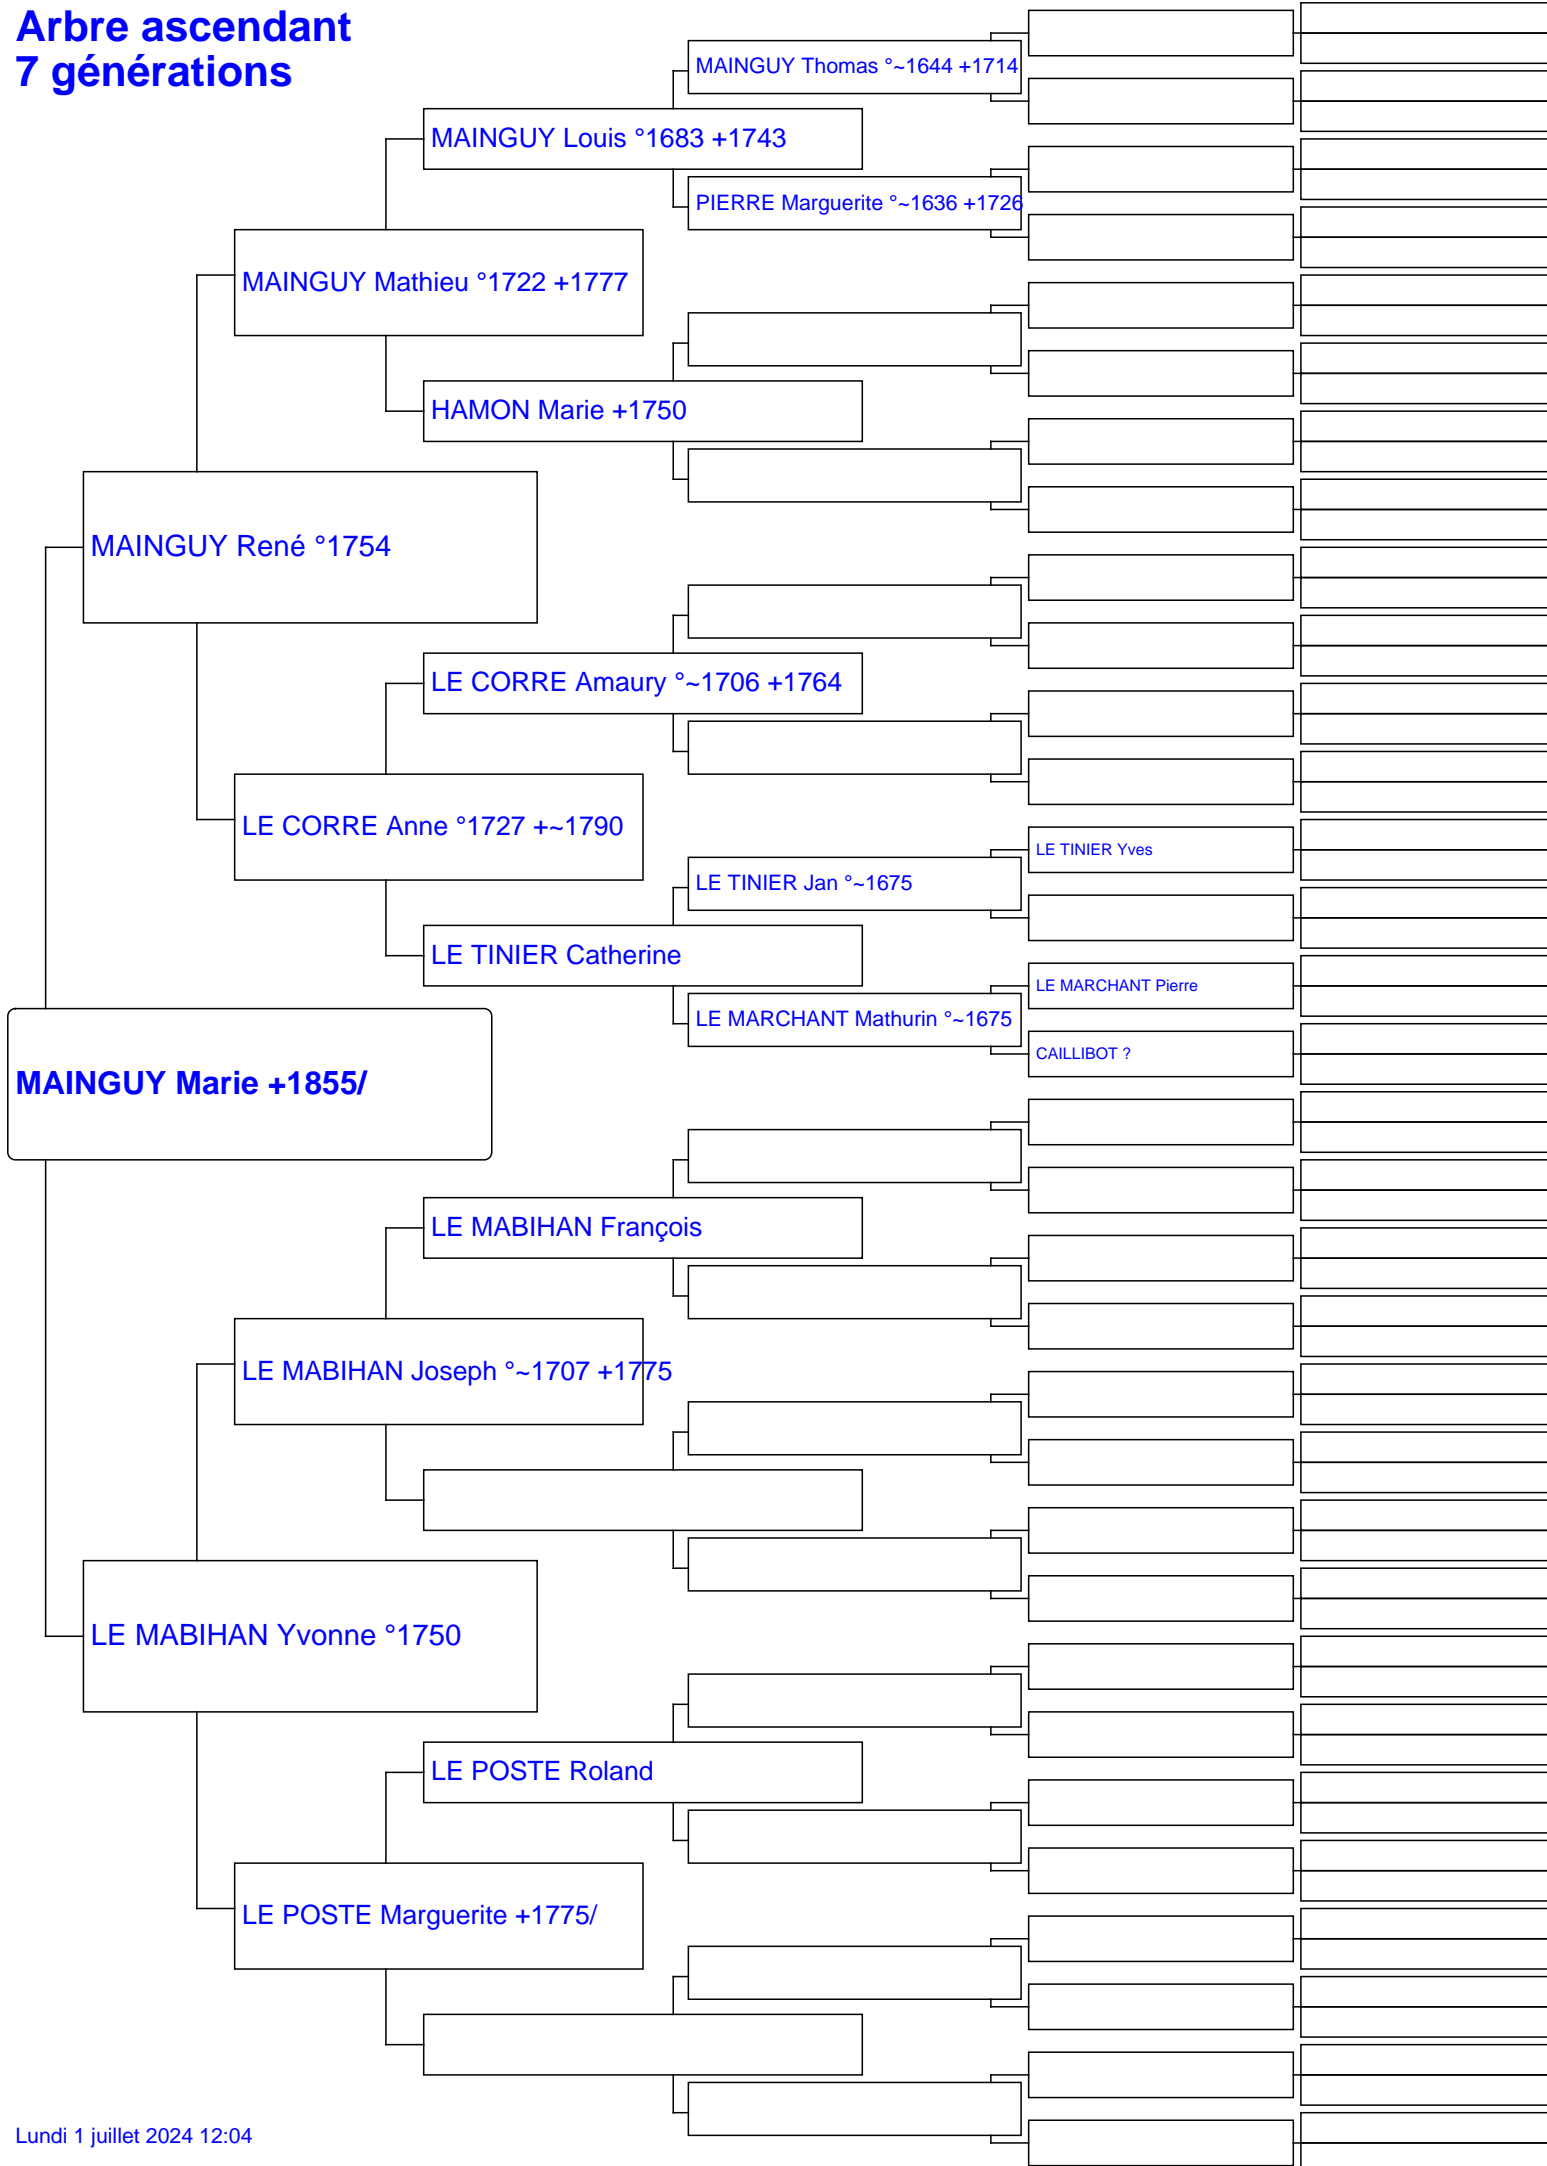 Arbre ascendant
7 générations
MAINGUY Thomas °~1644 +1714
MAINGUY Louis °1683 +1743
PIERRE Marguerite °~1636 +1726
MAINGUY Mathieu °1722 +1777
HAMON Marie +1750
MAINGUY René °1754
LE CORRE Amaury °~1706 +1764
LE CORRE Anne °1727 +~1790
LE TINIER Yves
LE TINIER Jan °~1675
LE TINIER Catherine
LE MARCHANT Pierre
LE MARCHANT Mathurin °~1675
CAILLIBOT ?
MAINGUY Marie +1855/
LE MABIHAN François
LE MABIHAN Joseph °~1707 +1775
LE MABIHAN Yvonne °1750
LE POSTE Roland
LE POSTE Marguerite +1775/
Lundi 1 juillet 2024 12:04